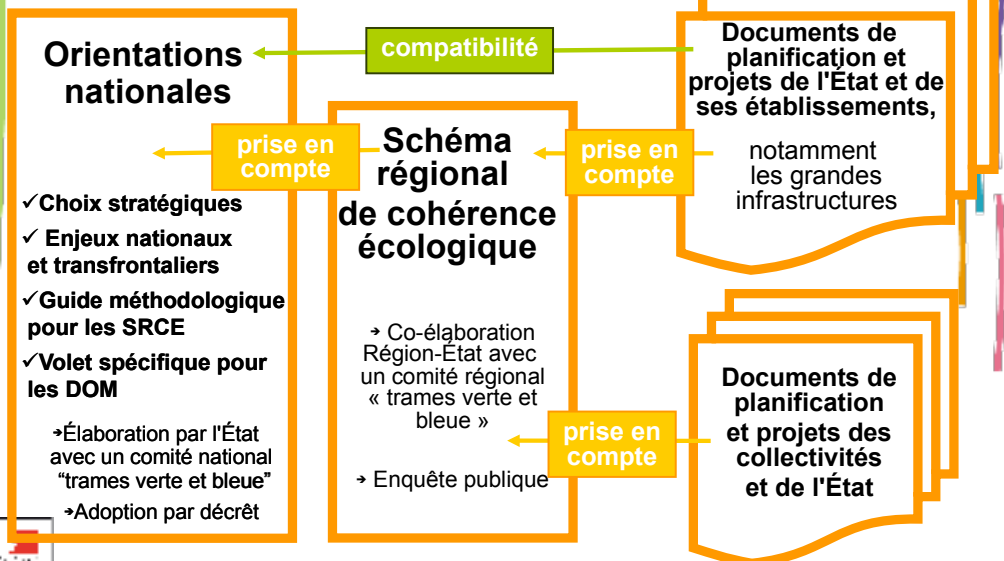 Orientations
nationales
✓Choix stratégiques
✓ Enjeux nationaux
et transfrontaliers
✓Guide méthodologique
pour les SRCE
✓Volet spécifique pour
les DOM
➔Élaboration par l'État
avec un comité national
“trames verte et bleue”
➔Adoption par décrêt
compatibilité
prise en
compte
Schéma
régional
de cohérence
écologique
➔ Co-élaboration
Région-État avec
un comité régional
« trames verte et
bleue »
➔ Enquête publique
prise en
compte
prise en
compte
Documents de
planification et
projets de l'État et de
ses établissements,
notamment
les grandes
infrastructures
Documents de
planification
et projets des
collectivités
et de l'État